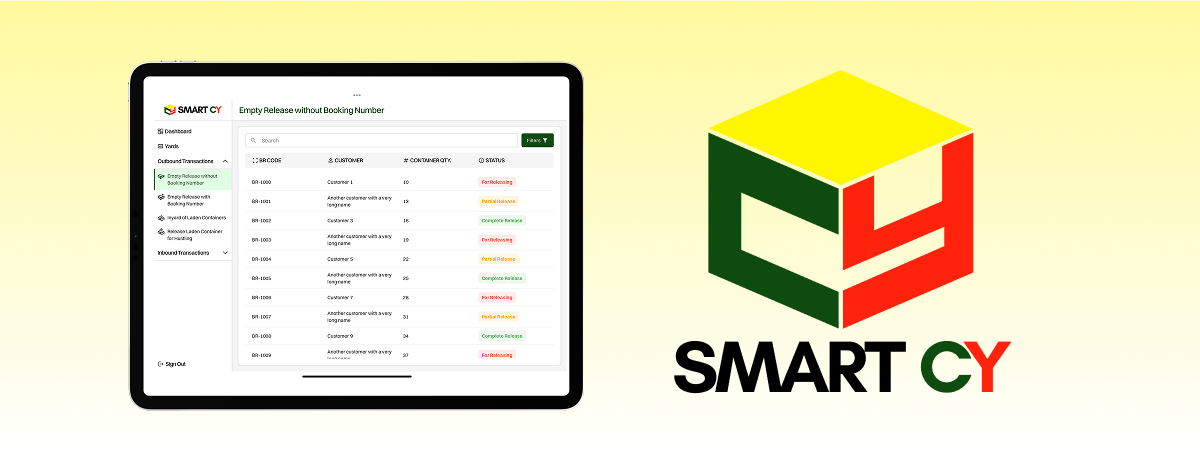 SMART CY
Empty Release without Booking Number
Dashboard
Yards
Outbound Transactions
Empty Release without
Booking Number
Empty Release with
Booking Number
Inyard of Laden Containers
Release Laden Container
for Hustling
Inbound Transactions
Sign Out
Search
Filters
BR CODE CUSTOMER # CONTAINER QTY. STATUS
BR-1000 Customer 1 10 For Releasing
BR-1001 Another customer with a very
long name 13 Partial Release
BR-1002 Customer 3 16 Complete Release
BR-1003 Another customer with a very
long name 19 For Releasing
BR-1004 Customer 5 22 Partial Release
BR-1005 Another customer with a very
long name 25 Complete Release
BR-1006 Customer 7 28 For Releasing
BR-1007 Another customer with a very
long name 31 Partial Release
BR-1008 Customer 9 34 Complete Release
BR-1009 Another customer with a very
long name 37 For Releasing
CY
SMART CY